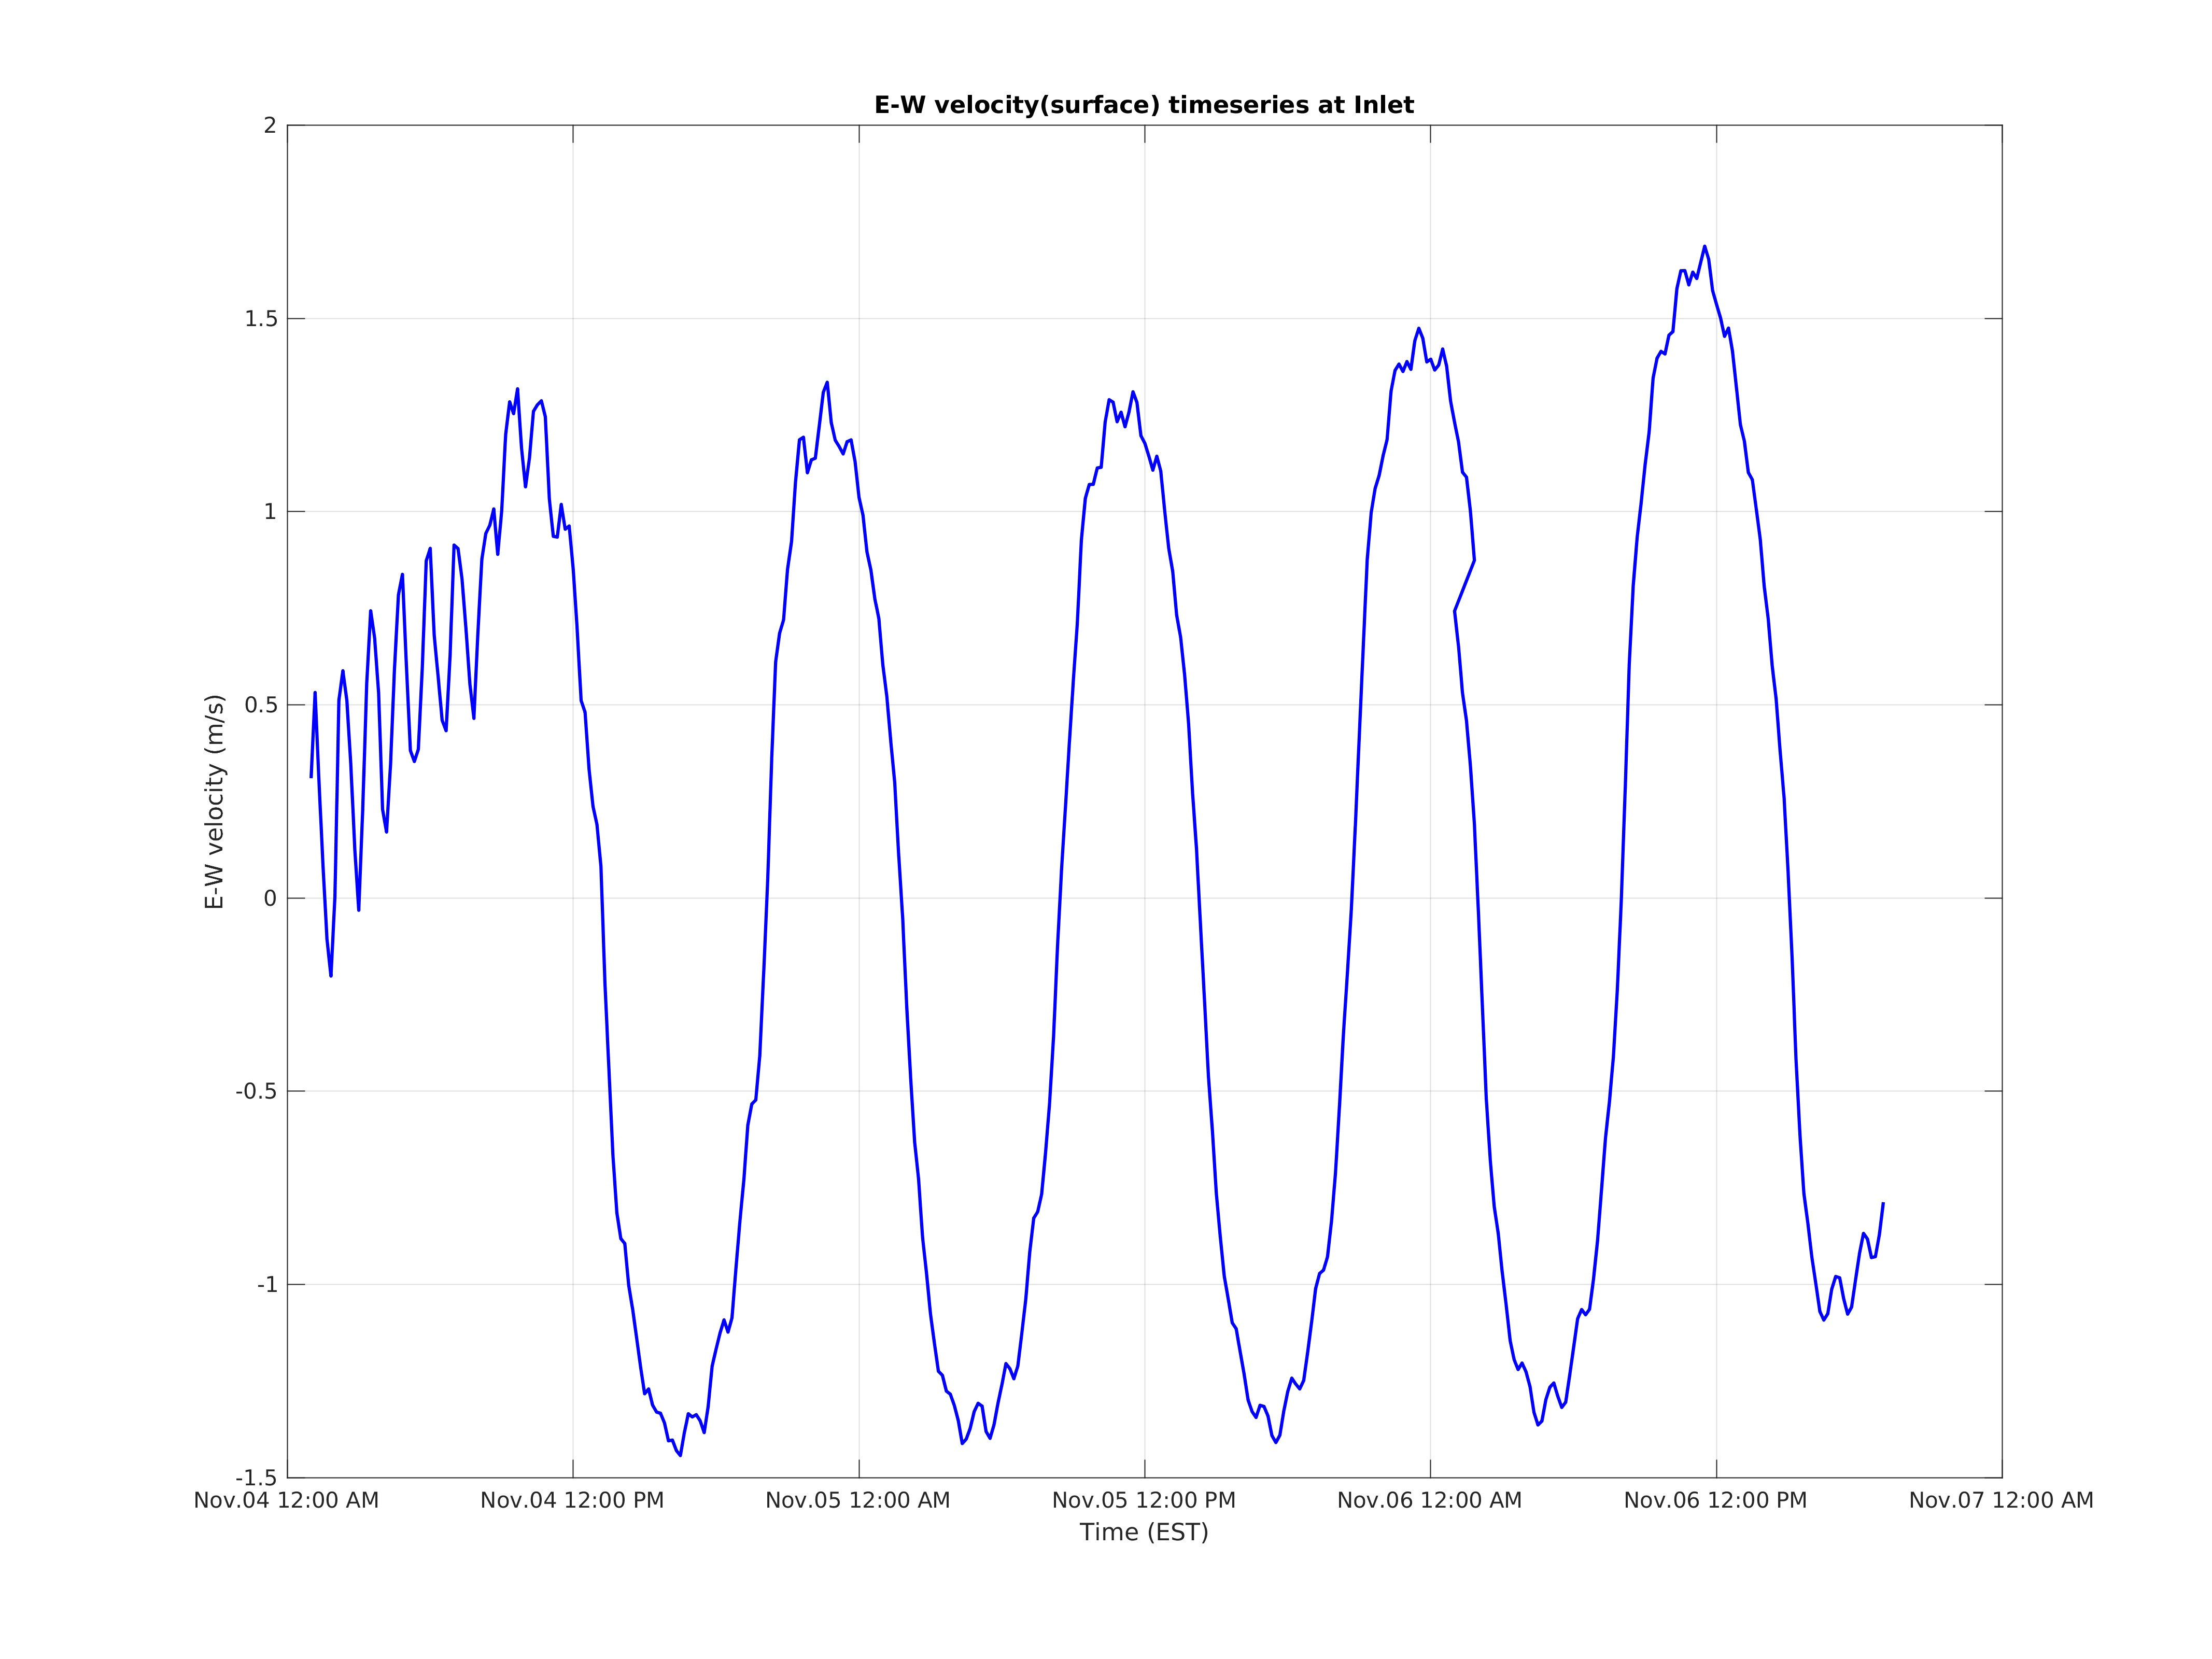 E-W velocity(surface) timeseries at Inlet
2
1.5
1
0.5
0
-0.5
-1
-1.5
E-W velocity (m/s)
Nov.04 12:00 AM Nov.04 12:00 PM Nov.05 12:00 AM Nov.05 12:00 PM Nov.06 12:00 AM Nov.06 12:00 PM Nov.07 12:00 AM
Time (EST)